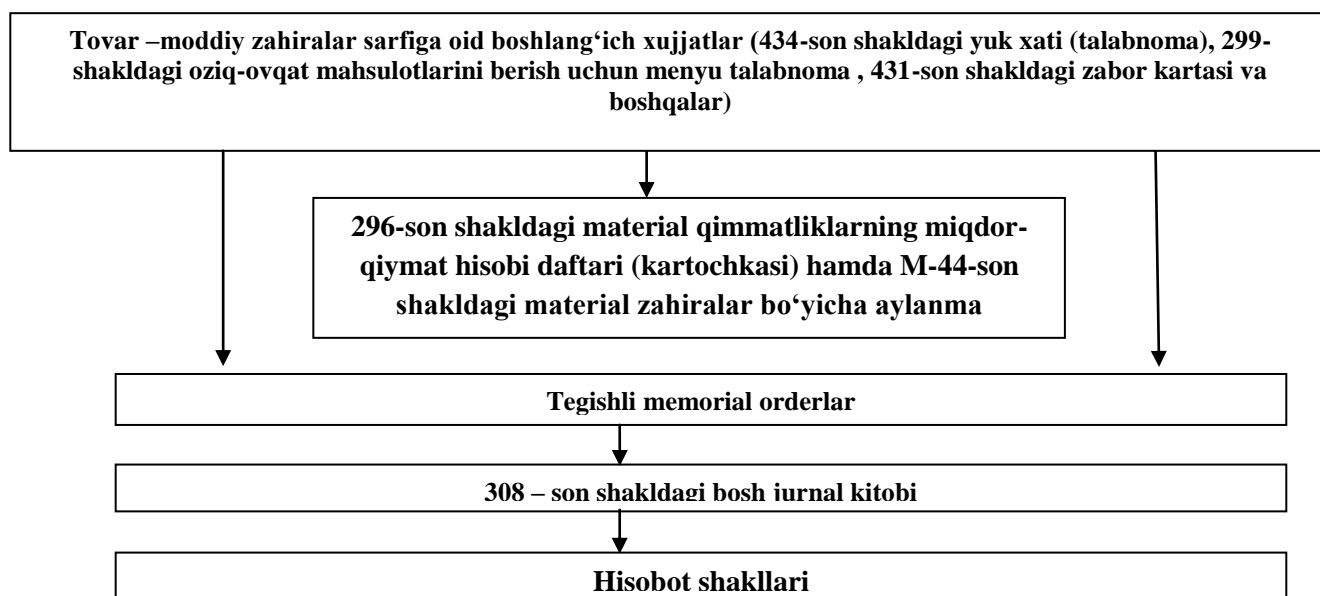 Tovar –moddiy zahiralar sarfiga oid boshlang‘ich xujjatlar (434-son shakldagi yuk xati (talabnoma), 299-
shakldagi oziq-ovqat mahsulotlarini berish uchun menyu talabnoma , 431-son shakldagi zabor kartasi va
boshqalar)
296-son shakldagi material qimmatliklarning miqdor-
qiymat hisobi daftari (kartochkasi) hamda M-44-son
shakldagi material zahiralar bo‘yicha aylanma
Tegishli memorial orderlar
308 – son shakldagi bosh jurnal kitobi
Hisobot shakllari